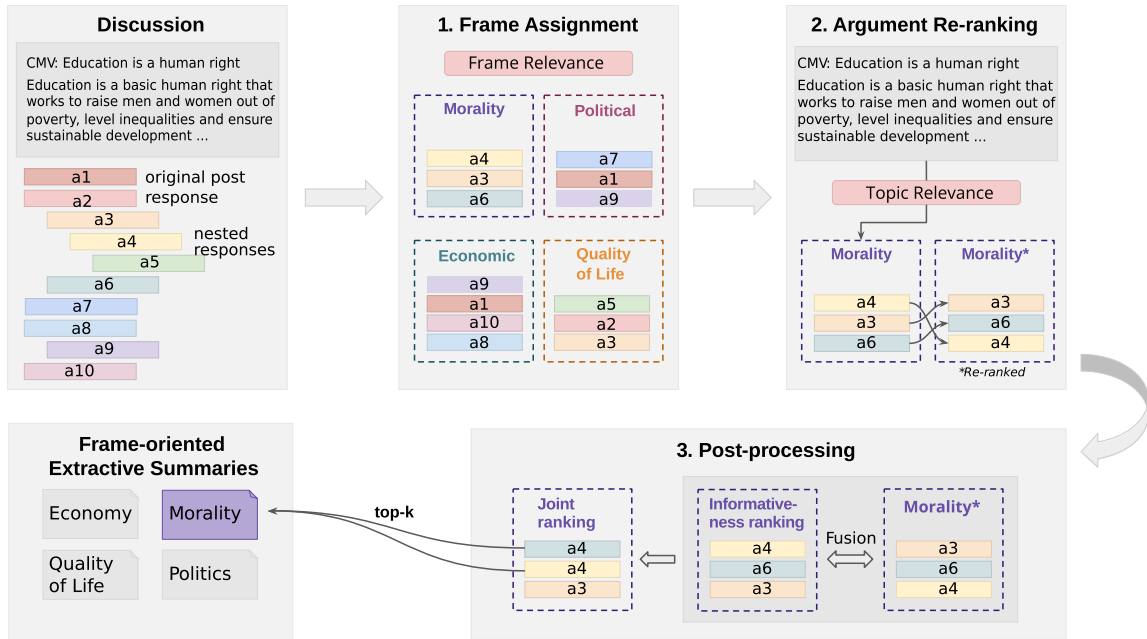 Discussion
CMV: Education is a human right
Education is a basic human right that
works to raise men and women out of
poverty, level inequalities and ensure
sustainable development ...
a1
original post
a2
response
a3
a4
nested
responses
a5
a6
a7
a8
a9
a10
1. Frame Assignment
Frame Relevance
Morality
a4
a3
a6
Political
a7
a1
a9
Economic
a9
a1
a10
a8
Quality
of Life
a5
a2
a3
2. Argument Re-ranking
CMV: Education is a human right
Education is a basic human right that
works to raise men and women out of
poverty, level inequalities and ensure
sustainable development ...
Topic Relevance
Morality
a4
a3
a6
Morality*
a3
a6
a4
*Re-ranked
3. Post-processing
Informative-
ness ranking
a4
a6
a3
Fusion
Morality*
a3
a6
a4
Joint
ranking
a4
a4
a3
top-k
Frame-oriented
Extractive Summaries
Economy
Morality
Quality
of Life
Politics